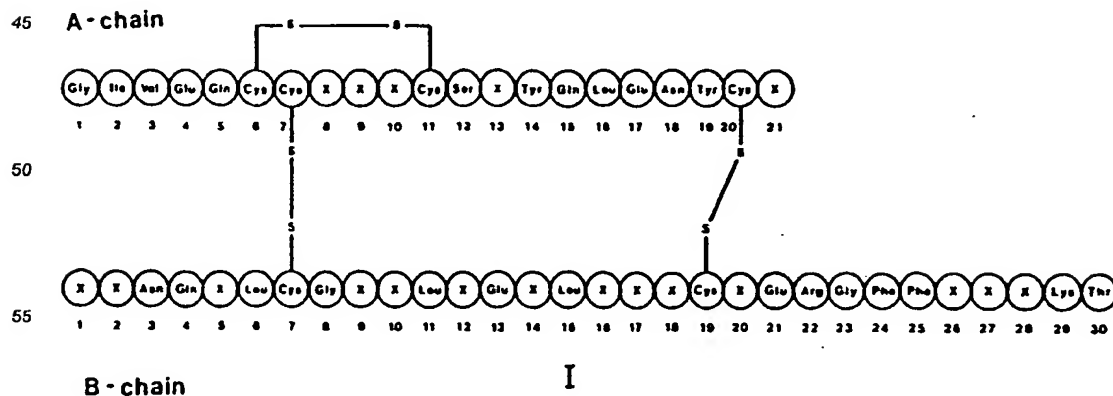 45 A-chain
S S
Gly Ile Val Glu Gln Cys Cys X X X Cys Ser X Tyr Gln Leu Glu Asn Tyr Cys X
1 2 3 4 5 6 7 8 9 10 11 12 13 14 15 16 17 18 19 20 21
S S
50
S S
X X Asn Gln X Leu Cys Gly X X Leu X Glu X Leu X X X Cys X Glu Arg Gly Phe Phe X X X Lys Thr
55
1 2 3 4 5 6 7 8 9 10 11 12 13 14 15 16 17 18 19 20 21 22 23 24 25 26 27 28 29 30
B-chain I